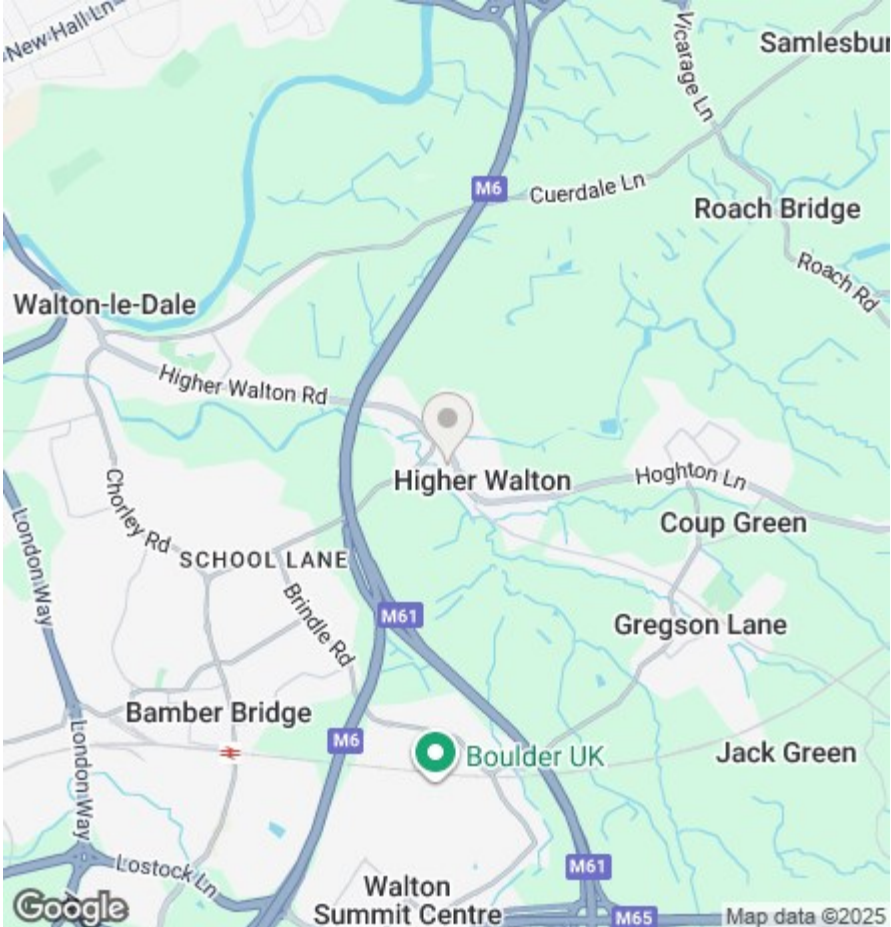 New Hall Ln
Vicarage Ln
Samlesbur
M6
Cuerdale Ln
Roach Bridge
Roach Rd
Walton-le-Dale
Higher Walton Rd
Higher Walton
Hoghton Ln
Chorley Rd
London Way
Coup Green
SCHOOL LANE
Brindle Rd
M61
Gregson Lane
Bamber Bridge
M6
London Way
Boulder UK
Jack Green
Lostock Ln
M61
Walton
Summit Centre
M65
Google
Map data ©2025